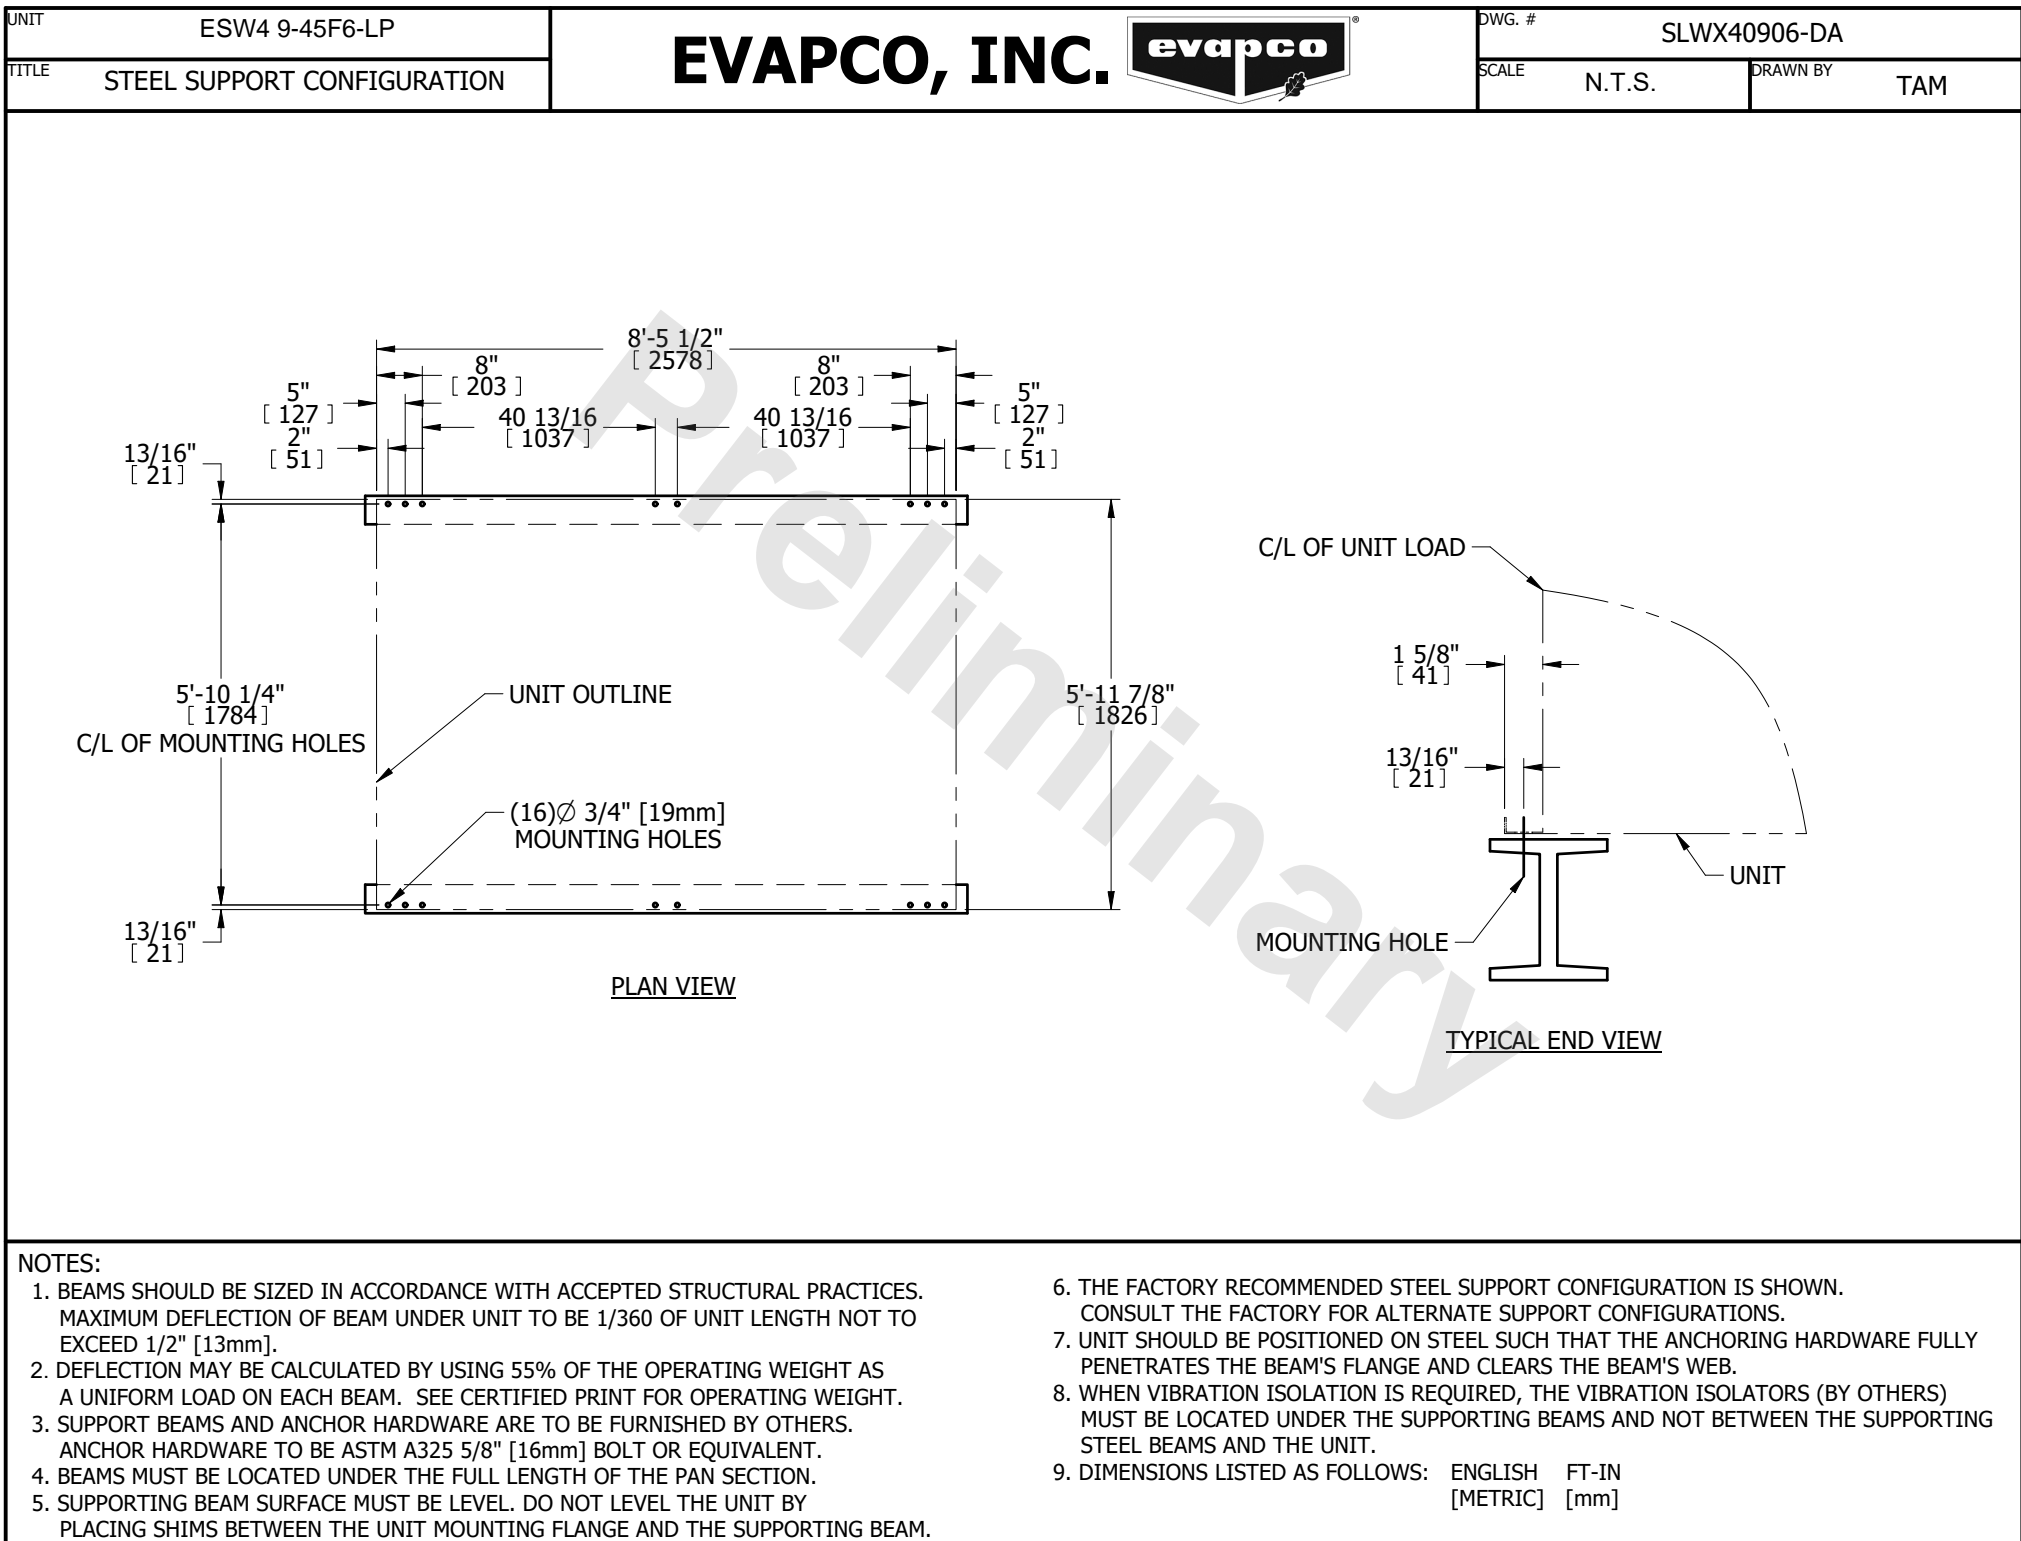 UNIT
ESW4 9-45F6-LP
TITLE
STEEL SUPPORT CONFIGURATION
EVAPCO, INC.
evapco
®
DWG. #
SLWX40906-DA
SCALE
N.T.S.
DRAWN BY
TAM
Preliminary
8'-5 1/2"
[ 2578 ]
8"
[ 203 ]
8"
[ 203 ]
5"
[ 127 ]
5"
[ 127 ]
40 13/16
[ 1037 ]
40 13/16
[ 1037 ]
2"
[ 51 ]
2"
[ 51 ]
13/16"
[ 21 ]
5'-10 1/4"
[ 1784 ]
C/L OF MOUNTING HOLES
UNIT OUTLINE
5'-11 7/8"
[ 1826 ]
(16)∅ 3/4" [19mm]
MOUNTING HOLES
13/16"
[ 21 ]
PLAN VIEW
C/L OF UNIT LOAD
1 5/8"
[ 41 ]
13/16"
[ 21 ]
UNIT
MOUNTING HOLE
TYPICAL END VIEW
NOTES:
1. BEAMS SHOULD BE SIZED IN ACCORDANCE WITH ACCEPTED STRUCTURAL PRACTICES.
MAXIMUM DEFLECTION OF BEAM UNDER UNIT TO BE 1/360 OF UNIT LENGTH NOT TO
EXCEED 1/2" [13mm].
2. DEFLECTION MAY BE CALCULATED BY USING 55% OF THE OPERATING WEIGHT AS
A UNIFORM LOAD ON EACH BEAM. SEE CERTIFIED PRINT FOR OPERATING WEIGHT.
3. SUPPORT BEAMS AND ANCHOR HARDWARE ARE TO BE FURNISHED BY OTHERS.
ANCHOR HARDWARE TO BE ASTM A325 5/8" [16mm] BOLT OR EQUIVALENT.
4. BEAMS MUST BE LOCATED UNDER THE FULL LENGTH OF THE PAN SECTION.
5. SUPPORTING BEAM SURFACE MUST BE LEVEL. DO NOT LEVEL THE UNIT BY
PLACING SHIMS BETWEEN THE UNIT MOUNTING FLANGE AND THE SUPPORTING BEAM.
6. THE FACTORY RECOMMENDED STEEL SUPPORT CONFIGURATION IS SHOWN.
CONSULT THE FACTORY FOR ALTERNATE SUPPORT CONFIGURATIONS.
7. UNIT SHOULD BE POSITIONED ON STEEL SUCH THAT THE ANCHORING HARDWARE FULLY
PENETRATES THE BEAM'S FLANGE AND CLEARS THE BEAM'S WEB.
8. WHEN VIBRATION ISOLATION IS REQUIRED, THE VIBRATION ISOLATORS (BY OTHERS)
MUST BE LOCATED UNDER THE SUPPORTING BEAMS AND NOT BETWEEN THE SUPPORTING
STEEL BEAMS AND THE UNIT.
9. DIMENSIONS LISTED AS FOLLOWS: ENGLISH FT-IN
[METRIC] [mm]